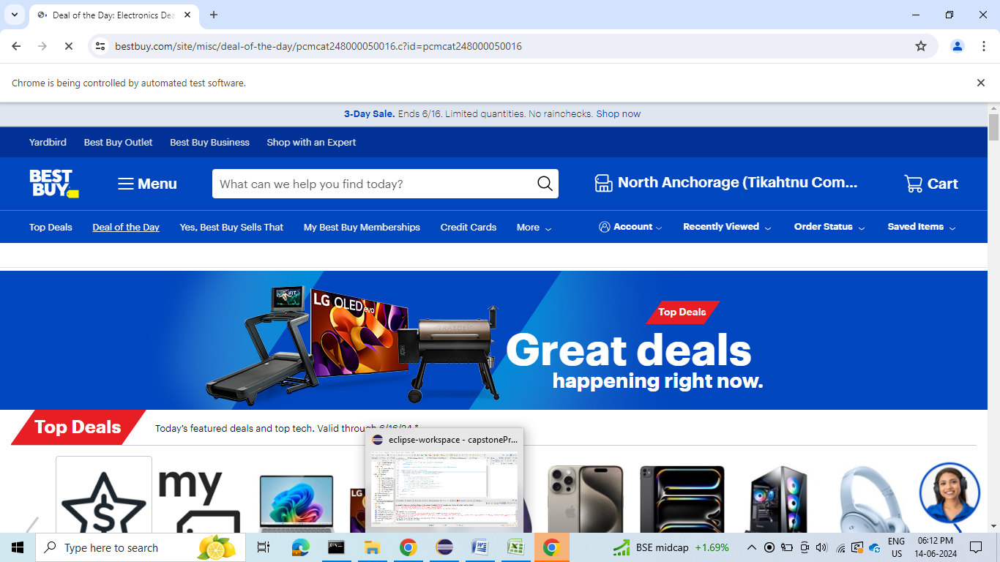 Deal of the Day: Electronics Dea
bestbuy.com/site/misc/deal-of-the-day/pcmcat248000050016.c?id=pcmcat248000050016
Chrome is being controlled by automated test software.
3-Day Sale. Ends 6/16. Limited quantities. No rainchecks. Shop now
Yardbird Best Buy Outlet Best Buy Business Shop with an Expert
BEST BUY
Menu
What can we help you find today?
North Anchorage (Tikahtnu Com...
Cart
Top Deals Deal of the Day Yes, Best Buy Sells That My Best Buy Memberships Credit Cards More Account Recently Viewed Order Status Saved Items
LG OLED evo
Top Deals
Great deals
happening right now.
Top Deals
Today's featured deals and top tech. Valid through 6/16/24.*
eclipse-workspace - capstonePr...
my
LG
Type here to search
BSE midcap +1.69%
ENG
US
06:12 PM
14-06-2024